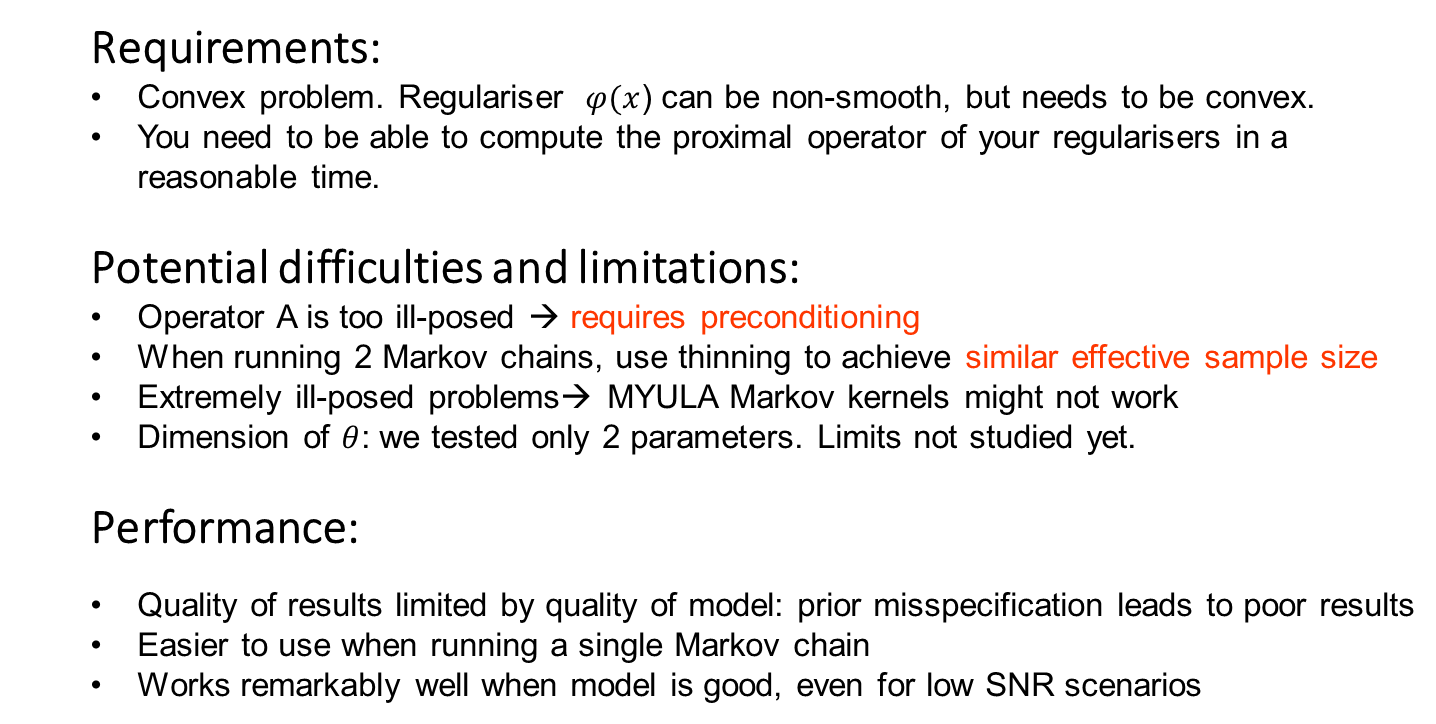 Requirements:
• Convex problem. Regulariser φ(x) can be non-smooth, but needs to be convex.
• You need to be able to compute the proximal operator of your regularisers in a
reasonable time.
Potential difficulties and limitations:
• Operator A is too ill-posed → requires preconditioning
• When running 2 Markov chains, use thinning to achieve similar effective sample size
• Extremely ill-posed problems→ MYULA Markov kernels might not work
• Dimension of θ: we tested only 2 parameters. Limits not studied yet.
Performance:
• Quality of results limited by quality of model: prior misspecification leads to poor results
• Easier to use when running a single Markov chain
• Works remarkably well when model is good, even for low SNR scenarios